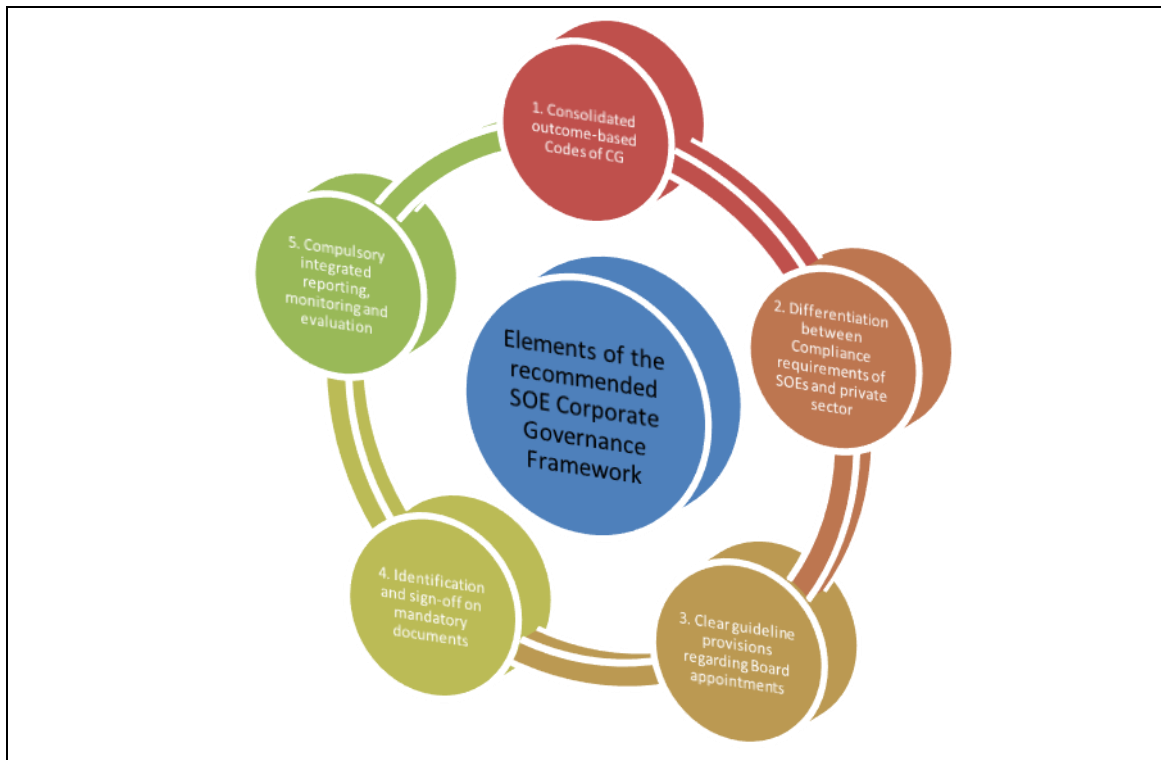 1. Consolidated
outcome-based
Codes of CG
2. Differentiation
between
Compliance
requirements of
SOEs and private
sector
3. Clear guideline
provisions
regarding Board
appointments
4. Identification
and sign-off on
mandatory
documents
5. Compulsory
integrated
reporting,
monitoring and
evaluation
Elements of the
recommended
SOE Corporate
Governance
Framework